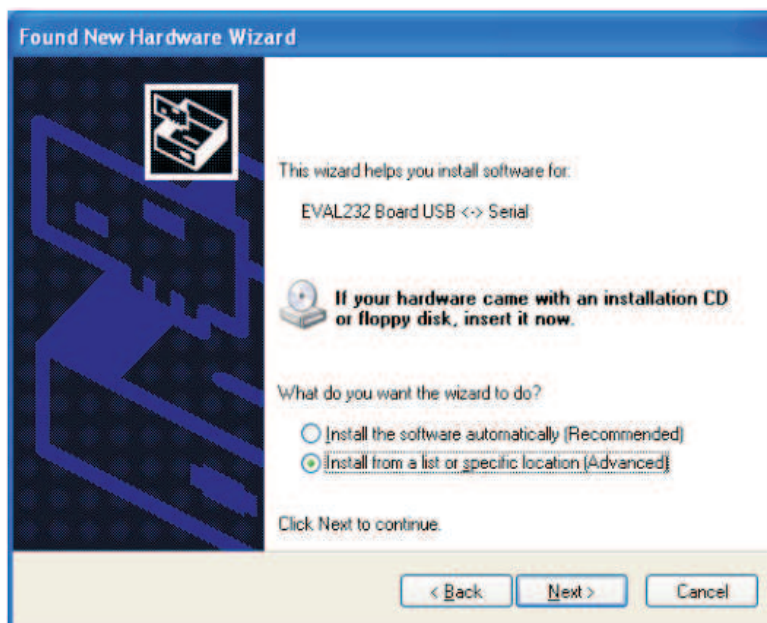 Found New Hardware Wizard
This wizard helps you install software for:
EVAL232 Board USB <-> Serial
If your hardware came with an installation CD
or floppy disk, insert it now.
What do you want the wizard to do?
Install the software automatically (Recommended)
Install from a list or specific location (Advanced)
Click Next to continue.
< Back Next > Cancel